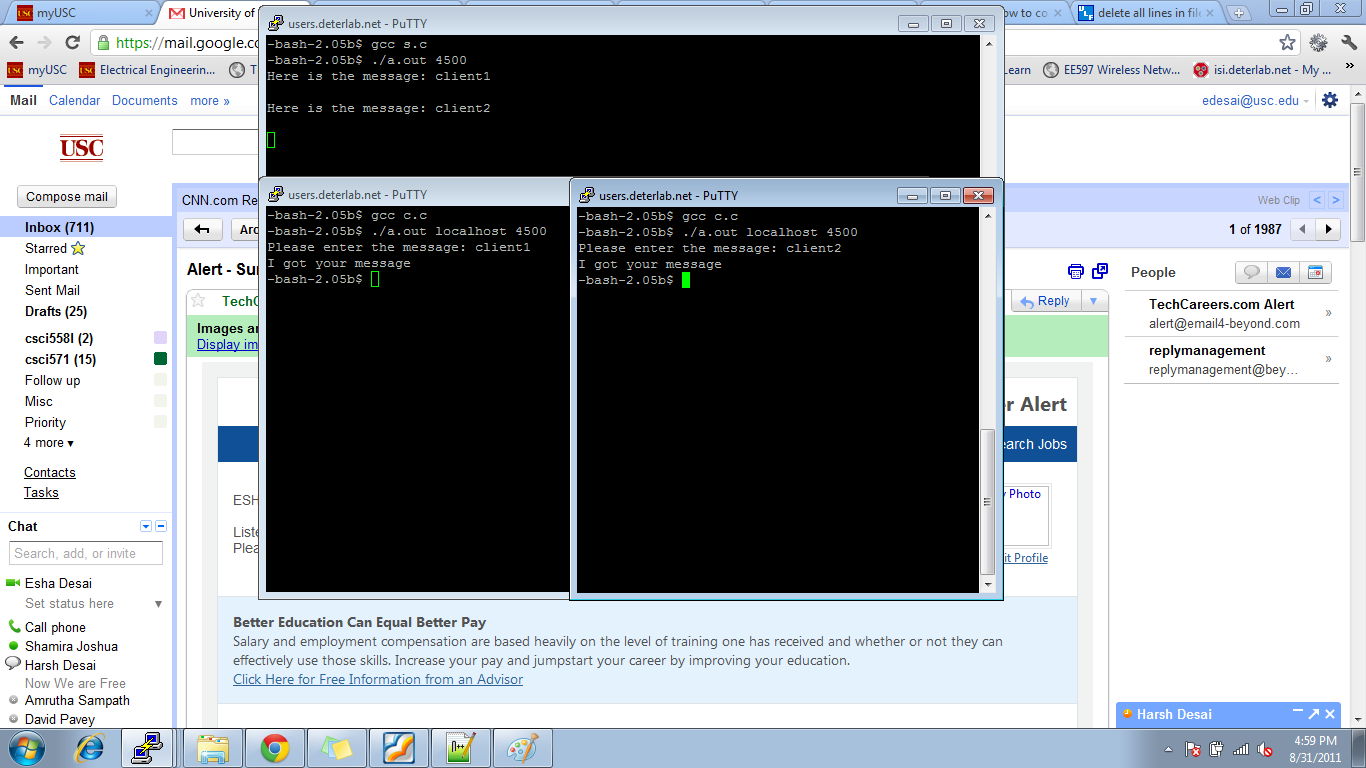 myUSC
University of
ow to co
delete all lines in file
https://mail.google.co
myUSC
Electrical Engineerin...
Learn
EE597 Wireless Netw...
isi.deterlab.net - My ...
»
Mail Calendar Documents more »
edesai@usc.edu
USC
Compose mail
Inbox (711)
Starred
Important
Sent Mail
Drafts (25)
csci558l (2)
csci571 (15)
Follow up
Misc
Priority
4 more
Contacts
Tasks
Chat
Search, add, or invite
Esha Desai
Set status here
Call phone
Shamira Joshua
Harsh Desai
Now We are Free
Amrutha Sampath
David Pavey
users.deterlab.net - PuTTY
-bash-2.05b$ gcc s.c
-bash-2.05b$ ./a.out 4500
Here is the message: client1
Here is the message: client2
users.deterlab.net - PuTTY
-bash-2.05b$ gcc c.c
-bash-2.05b$ ./a.out localhost 4500
Please enter the message: client1
I got your message
-bash-2.05b$
users.deterlab.net - PuTTY
-bash-2.05b$ gcc c.c
-bash-2.05b$ ./a.out localhost 4500
Please enter the message: client2
I got your message
-bash-2.05b$
CNN.com Re
Web Clip < >
Arc
1 of 1987
Alert - Su
TechC
Reply
Images ar
Display im
er Alert
earch Jobs
ESH
Liste
Plea
y Photo
it Profile
Better Education Can Equal Better Pay
Salary and employment compensation are based heavily on the level of training one has received and whether or not they can
effectively use those skills. Increase your pay and jumpstart your career by improving your education.
Click Here for Free Information from an Advisor
People
TechCareers.com Alert
alert@email4-beyond.com
»
replymanagement
replymanagement@bey...
»
Harsh Desai
4:59 PM
8/31/2011